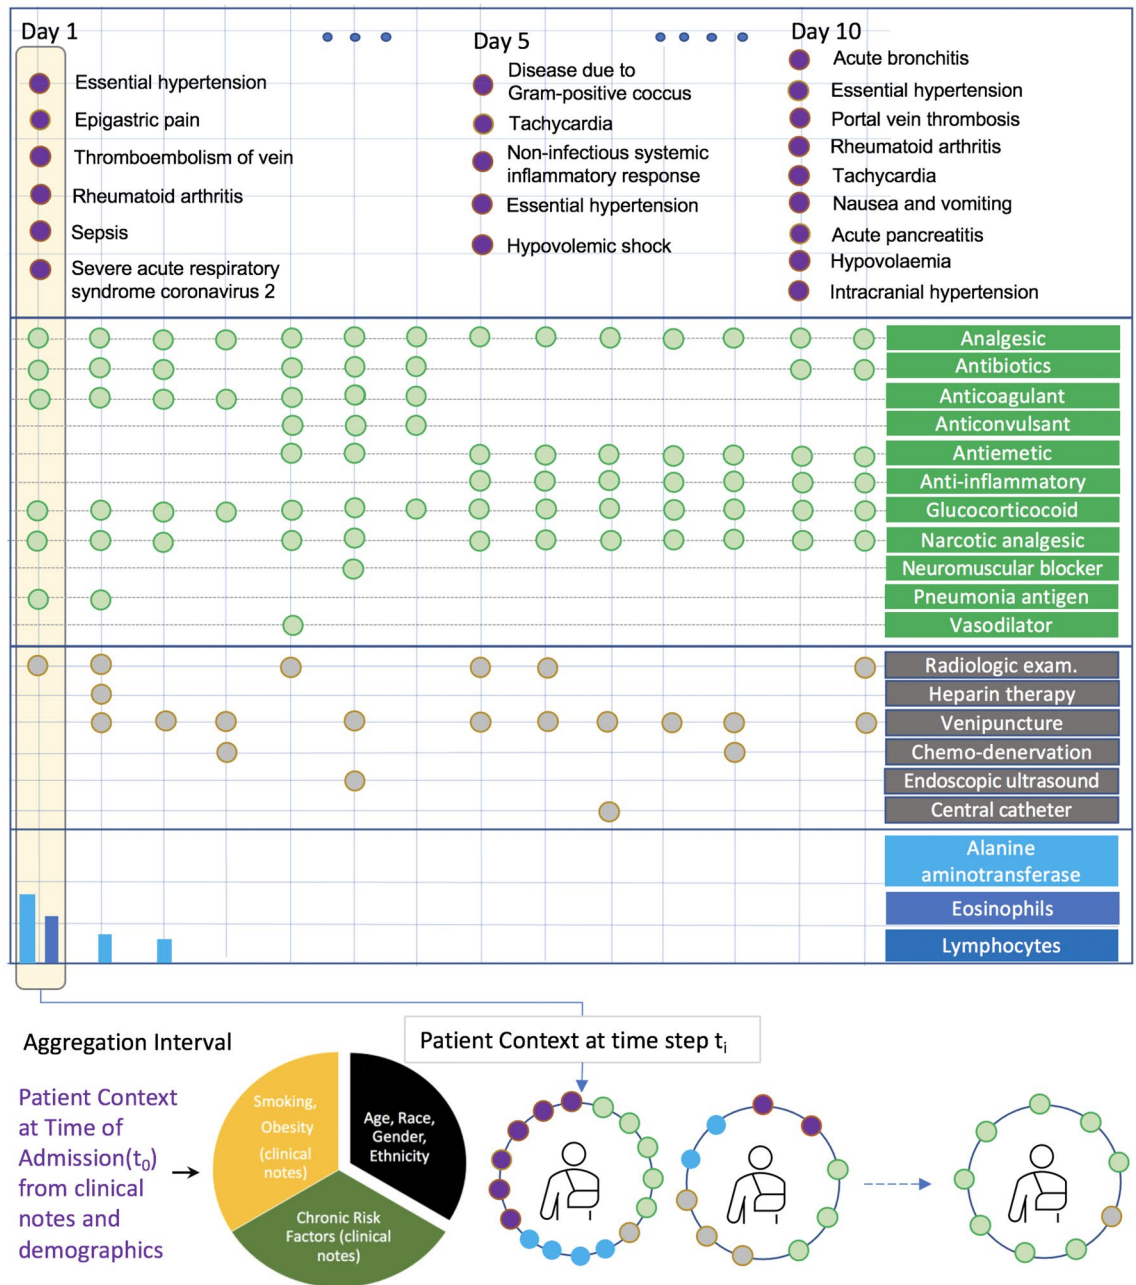 Day 1
Essential hypertension
Epigastric pain
Thromboembolism of vein
Rheumatoid arthritis
Sepsis
Severe acute respiratory
syndrome coronavirus 2
Day 5
Disease due to
Gram-positive coccus
Tachycardia
Non-infectious systemic
inflammatory response
Essential hypertension
Hypovolemic shock
Day 10
Acute bronchitis
Essential hypertension
Portal vein thrombosis
Rheumatoid arthritis
Tachycardia
Nausea and vomiting
Acute pancreatitis
Hypovolaemia
Intracranial hypertension
Analgesic
Antibiotics
Anticoagulant
Anticonvulsant
Antiemetic
Anti-inflammatory
Glucocorticocoid
Narcotic analgesic
Neuromuscular blocker
Pneumonia antigen
Vasodilator
Radiologic exam.
Heparin therapy
Venipuncture
Chemo-denervation
Endoscopic ultrasound
Central catheter
Alanine
aminotransferase
Eosinophils
Lymphocytes
Aggregation Interval
Patient Context at time step ti
Patient Context
at Time of
Admission(t0)
from clinical
notes and
demographics
Smoking,
Obesity
(clinical
notes)
Age, Race,
Gender,
Ethnicity
Chronic Risk
Factors (clinical
notes)